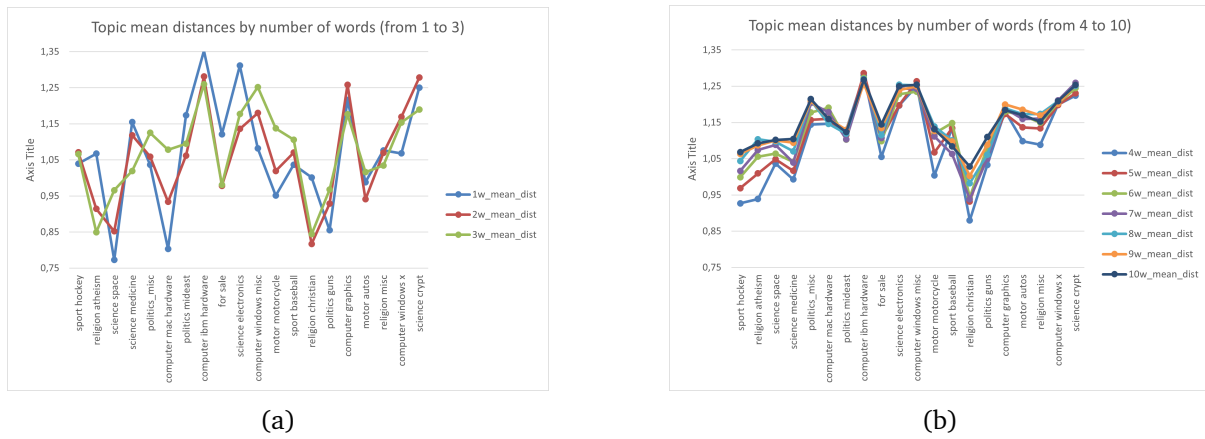 Topic mean distances by number of words (from 1 to 3)
1,35
1,25
1,15
1,05
0,95
0,85
0,75
Axis Title
1w_mean_dist
2w_mean_dist
3w_mean_dist
sport hockey
religion atheism
science space
science medicine
politics_misc
computer mac hardware
politics mideast
computer ibm hardware
for sale
science electronics
computer windows misc
motor motorcycle
sport baseball
religion christian
politics guns
computer graphics
motor autos
religion misc
computer windows x
science crypt
(a)
Topic mean distances by number of words (from 4 to 10)
1,35
1,25
1,15
1,05
0,95
0,85
0,75
Axis Title
4w_mean_dist
5w_mean_dist
6w_mean_dist
7w_mean_dist
8w_mean_dist
9w_mean_dist
10w_mean_dist
sport hockey
religion atheism
science space
science medicine
politics_misc
computer mac hardware
politics mideast
computer ibm hardware
for sale
science electronics
computer windows misc
motor motorcycle
sport baseball
religion christian
politics guns
computer graphics
motor autos
religion misc
computer windows x
science crypt
(b)